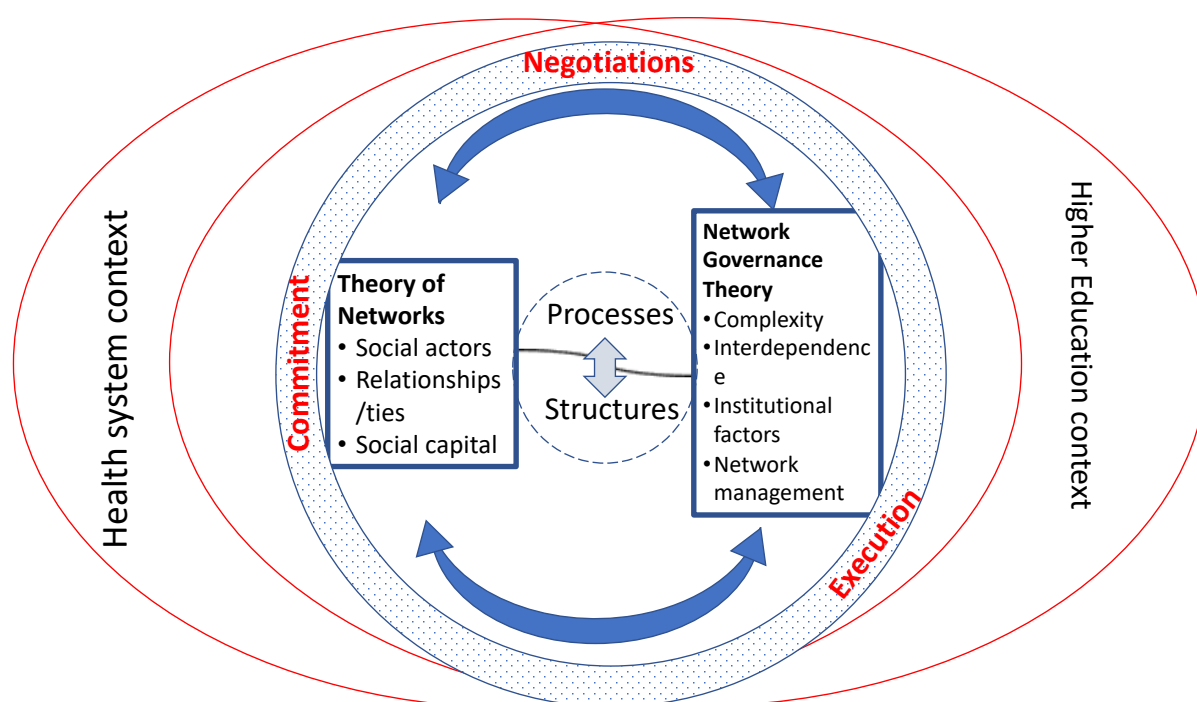 Negotiations
Health system context
Commitment
Theory of
Networks
• Social actors
• Relationships
/ties
• Social capital
Processes
Structures
Network
Governance
Theory
•Complexity
•Interdependenc
e
•Institutional
factors
•Network
management
Execution
Higher Education context